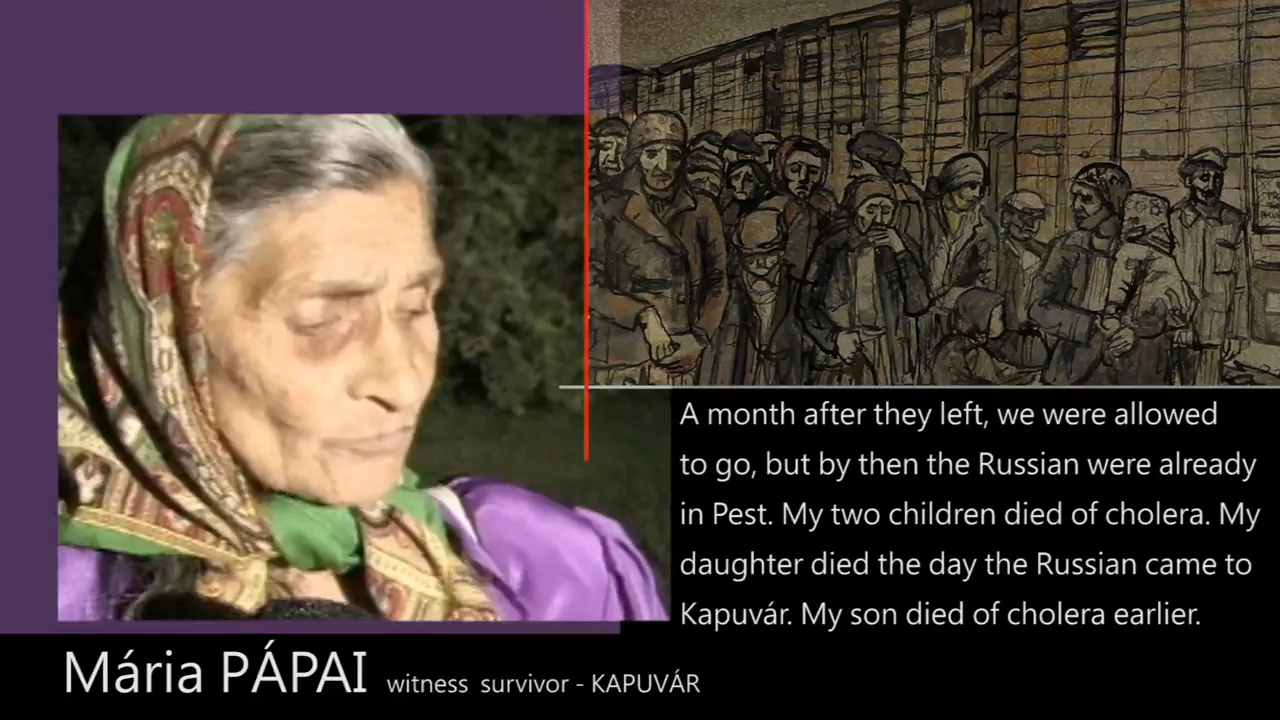 A month after they left, we were allowed
to go, but by then the Russian were already
in Pest. My two children died of cholera. My
daughter died the day the Russian came to
Kapuvár. My son died of cholera earlier.
Mária PÁPAI witness survivor - KAPUVÁR